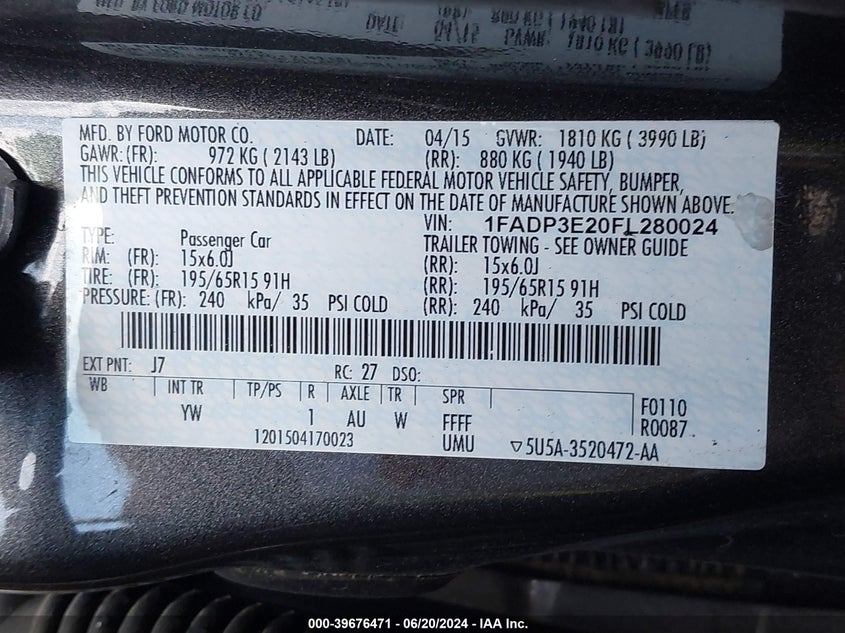 MFD. BY FORD MOTOR CO.
DATE: 04/15 GVWR: 1810 KG ( 3990 LB)
GAWR: (FR): 972 KG ( 2143 LB) (RR): 880 KG ( 1940 LB)
THIS VEHICLE CONFORMS TO ALL APPLICABLE FEDERAL MOTOR VEHICLE SAFETY, BUMPER,
AND THEFT PREVENTION STANDARDS IN EFFECT ON THE DATE OF MANUFACTURE SHOWN ABOVE.
VIN: 1FADP3E20FL280024
TYPE: Passenger Car TRAILER TOWING - SEE OWNER GUIDE
RIM: (FR): 15x6.0J (RR): 15x6.0J
TIRE: (FR): 195/65R15 91H (RR): 195/65R15 91H
PRESSURE: (FR): 240 kPa/ 35 PSI COLD (RR): 240 kPa/ 35 PSI COLD
EXT PNT: J7 RC: 27 DSO:
WB INT TR TP/PS R AXLE TR SPR
YW 1 AU W FFFF F0110
1201504170023 UMU R0087
▽5U5A-3520472-AA
000-39676471 - 06/20/2024 - IAA Inc.